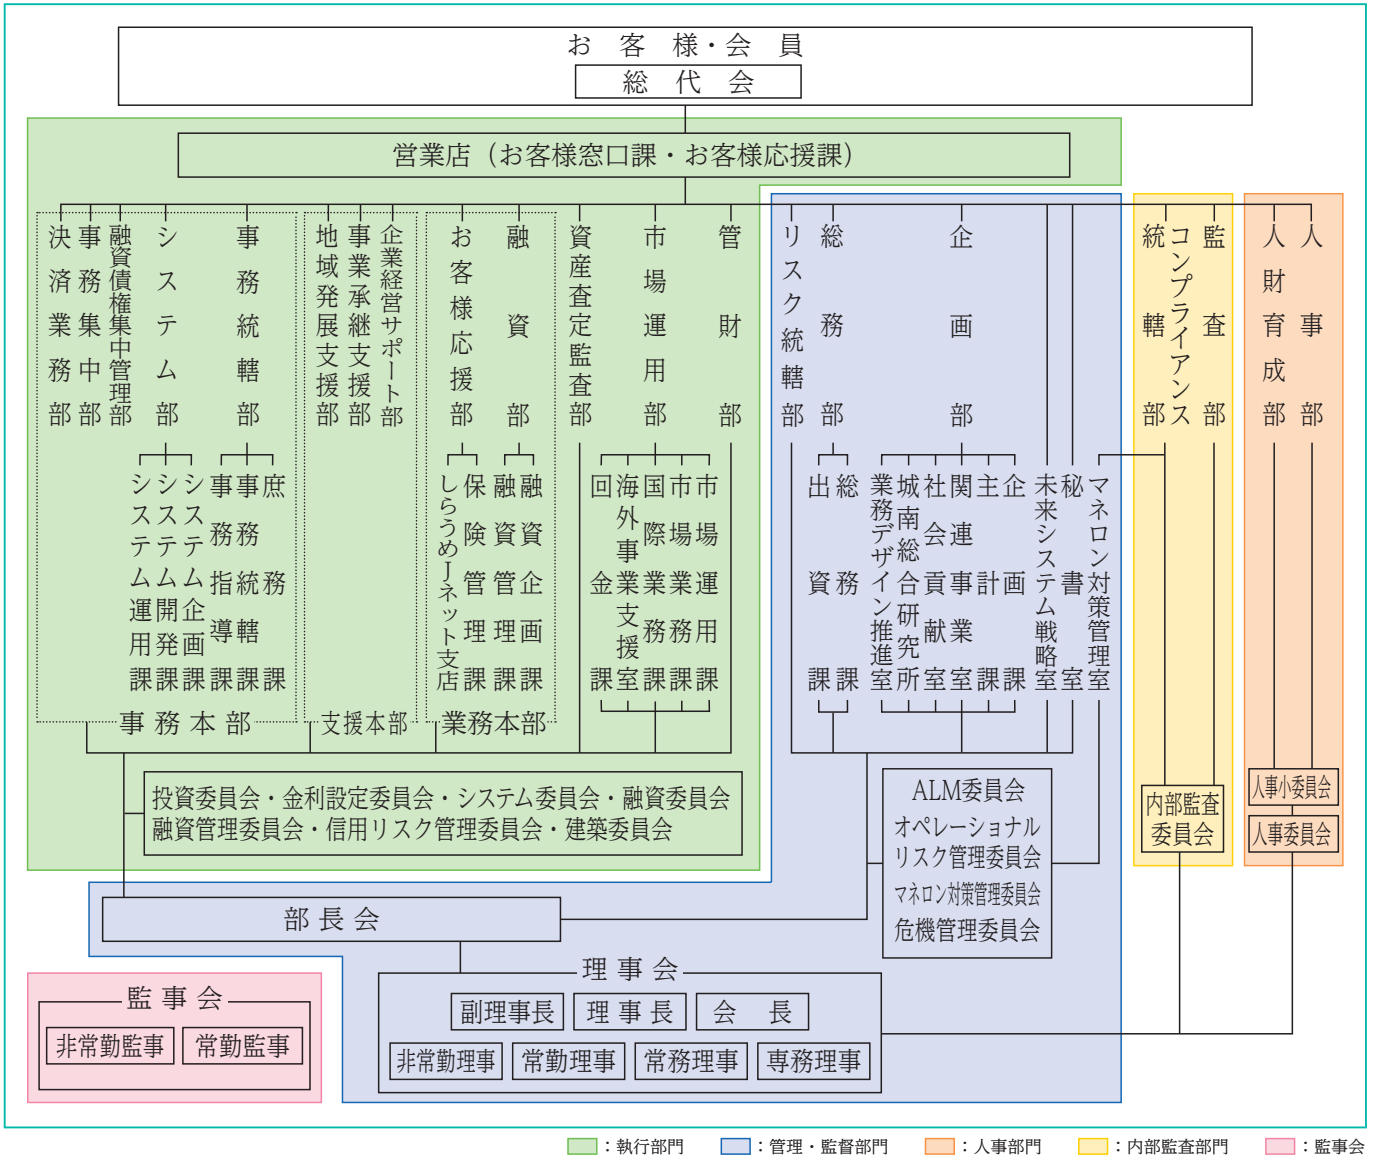 お客様・会員
総代会
営業店（お客様窓口課・お客様応援課）
人事部
人財育成部
監査部
コンプライアンス
統轄部
企画部
総務部
リスク統轄部
管財部
市場運用部
資産査定監査部
融資部
お客様応援部
企業経営サポート部
事業承継支援部
地域発展支援部
事務統轄部
システム部
融資債権集中管理部
事務集中部
決済業務部
マネロン対策管理室
秘書室
未来システム戦略室
企画課
主計課
関連事業室
社会貢献室
城南総合研究所
業務デザイン推進室
総務課
出資課
市場運用課
市場業務課
国際業務課
海外事業支援室
回金課
融資企画課
融資管理課
保険管理課
しらうめJーネット支店
庶務課
事務統轄課
事務指導課
システム企画課
システム開発課
システム運用課
事務本部
支援本部
業務本部
投資委員会・金利設定委員会・システム委員会・融資委員会
融資管理委員会・信用リスク管理委員会・建築委員会
ALM委員会
オペレーショナル
リスク管理委員会
マネロン対策管理委員会
危機管理委員会
内部監査
委員会
人事小委員会
人事委員会
部長会
理事会
副理事長
理事長
会長
非常勤理事
常勤理事
常務理事
専務理事
監事会
非常勤監事
常勤監事
：執行部門
：管理・監督部門
：人事部門
：内部監査部門
：監事会